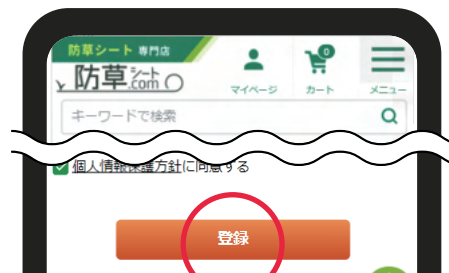 防草シート 専門店
防草シート.com
0
マイページ
カート
メニュー
キーワードで検索
個人情報保護方針に同意する
登録